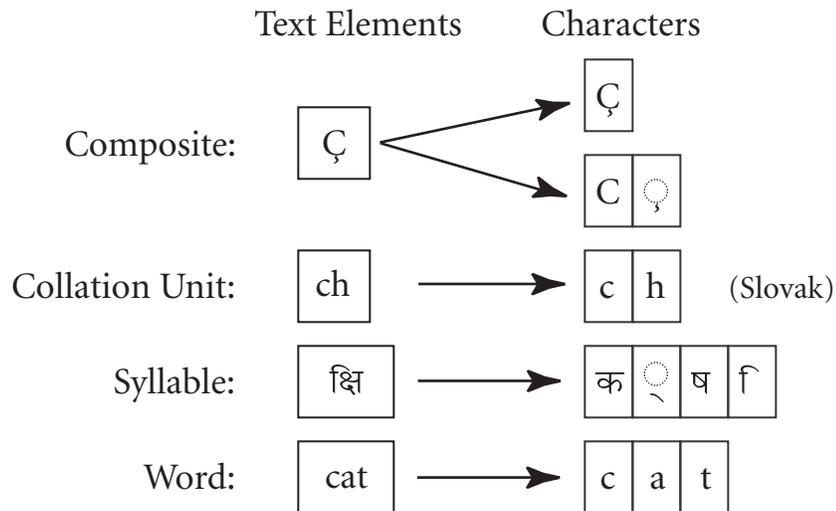 Text Elements Characters
Ç
Composite: Ç
C ◌̧
Collation Unit: ch c h (Slovak)
Syllable: क्षि क ◌् ष ि
Word: cat c a t